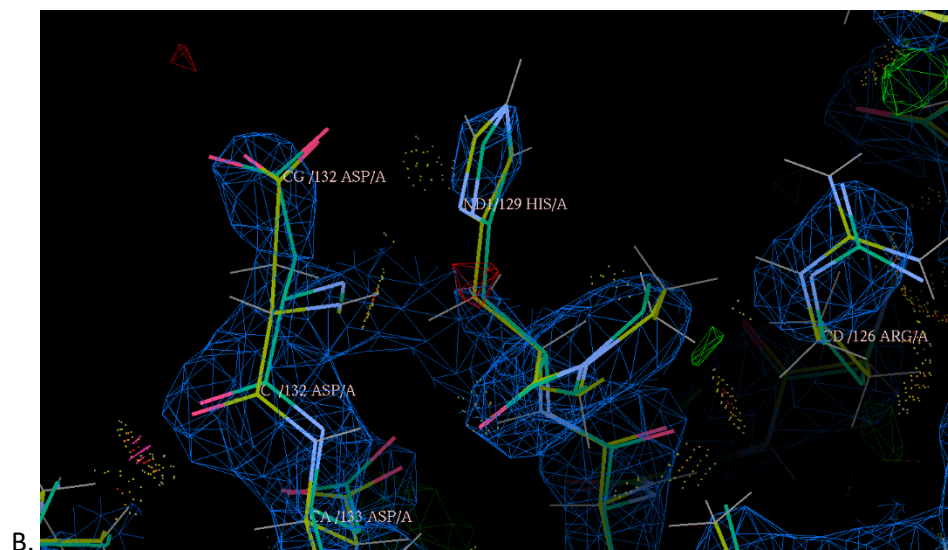 CG /132 ASP/A
ND1/129 HIS/A
CD /126 ARG/A
C /132 ASP/A
CA /133 ASP/A
B.